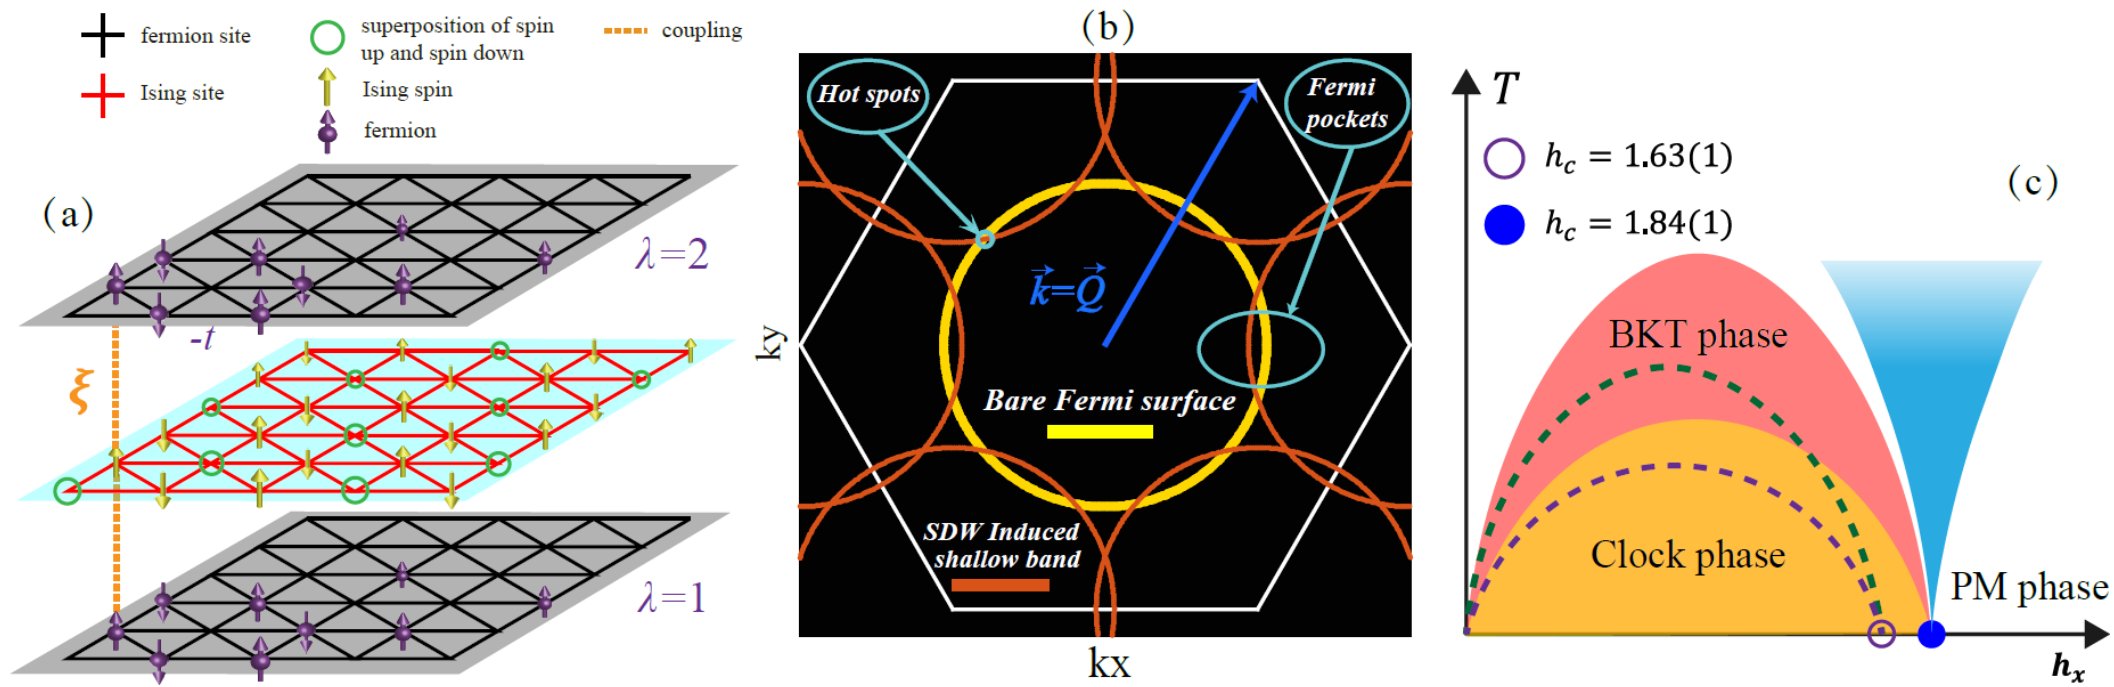 fermion site
superposition of spin
up and spin down
coupling
Ising site
Ising spin
fermion
(a)
λ=2
-t
ξ
λ=1
(b)
Hot spots
Fermi
pockets
k=Q
Bare Fermi surface
SDW Induced
shallow band
ky
kx
(c)
T
h_c = 1.63(1)
h_c = 1.84(1)
BKT phase
Clock phase
PM phase
h_x